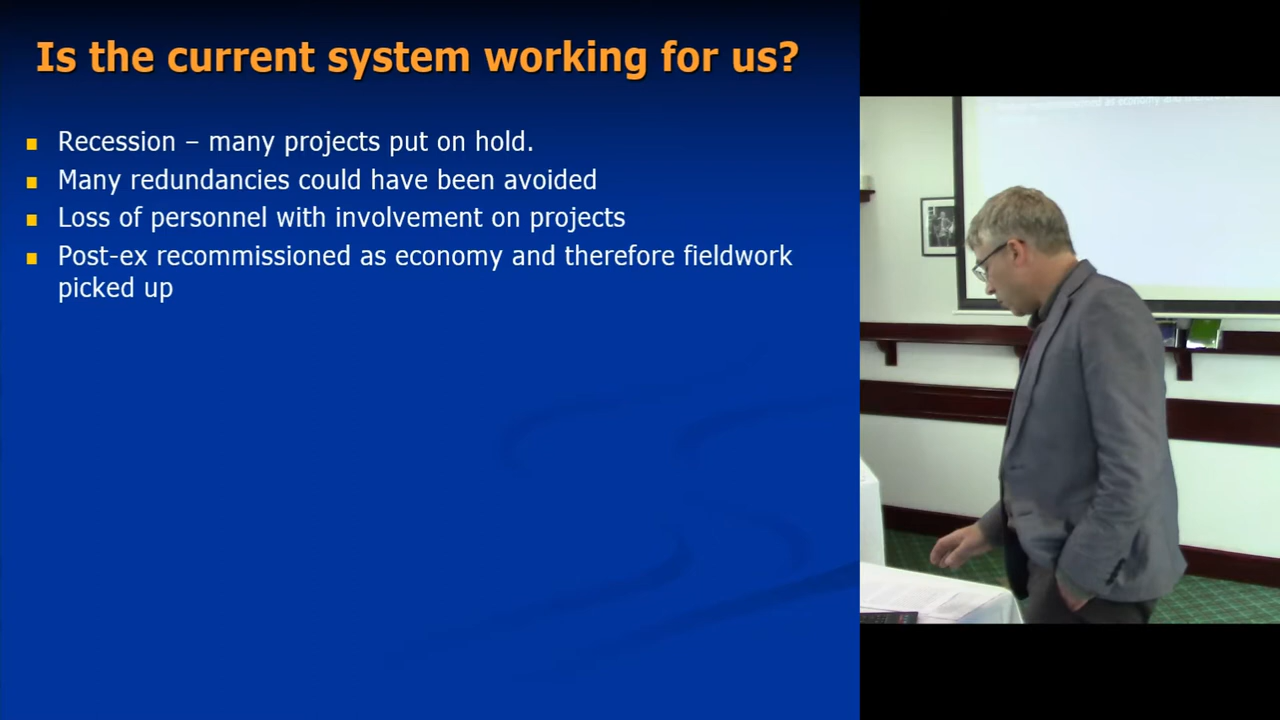 Is the current system working for us?
Recession – many projects put on hold.
Many redundancies could have been avoided
Loss of personnel with involvement on projects
Post-ex recommissioned as economy and therefore fieldwork
picked up